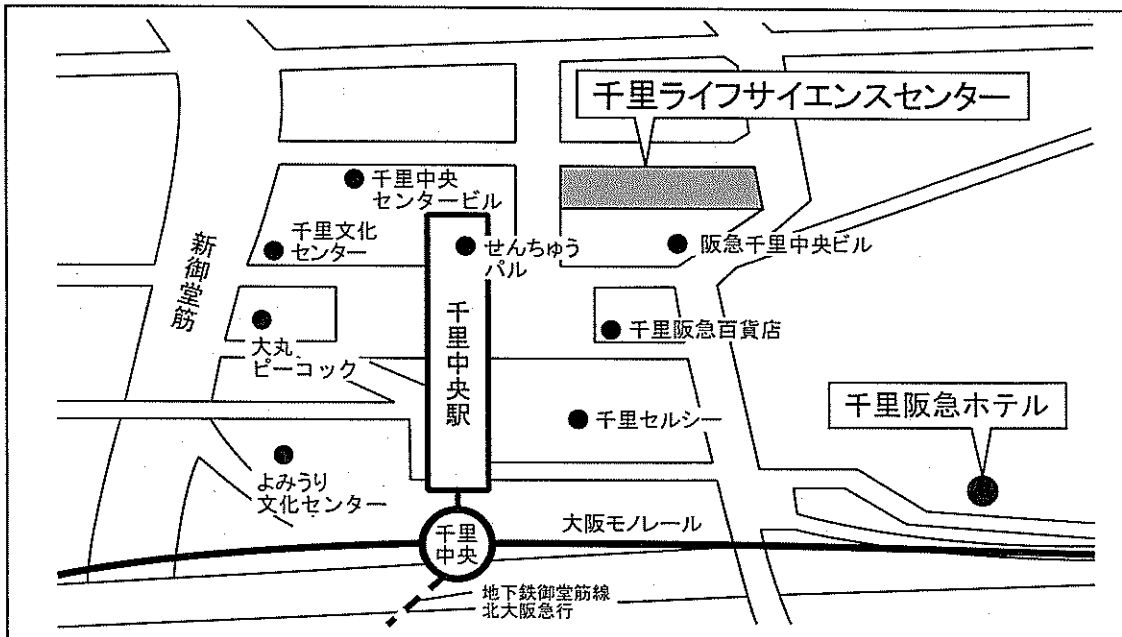 千里ライフサイエンスセンター
千里中央
センタービル
千里文化
センター
せんちゅう
パル
阪急千里中央ビル
新御堂筋
千里中央駅
大丸
ピーコック
千里阪急百貨店
千里阪急ホテル
千里セルシー
よみうり
文化センター
大阪モノレール
千里
中央
地下鉄御堂筋線
北大阪急行